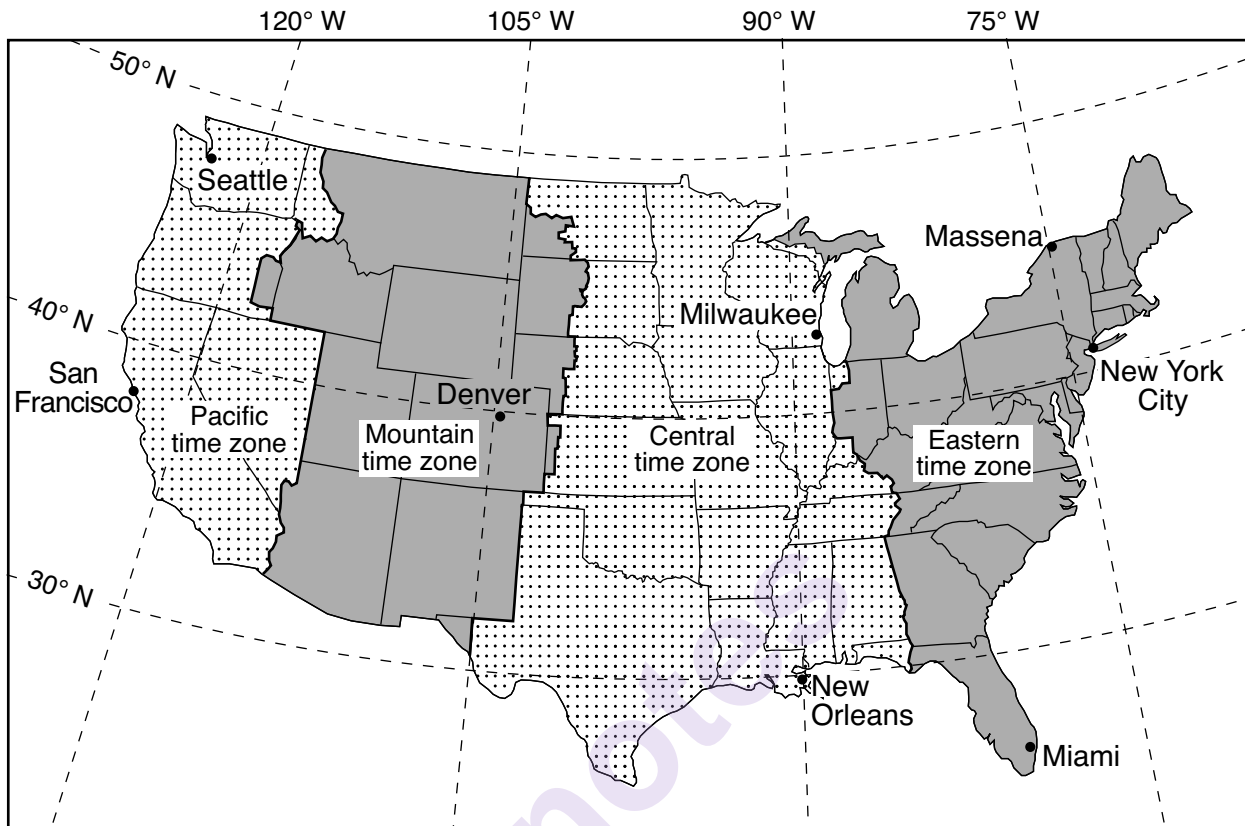 120° W 105° W 90° W 75° W
50° N
Seattle
Massena
40° N
Milwaukee
San
Francisco
Denver
New York
City
Pacific
time zone
Mountain
time zone
Central
time zone
Eastern
time zone
30° N
New
Orleans
Miami
notes